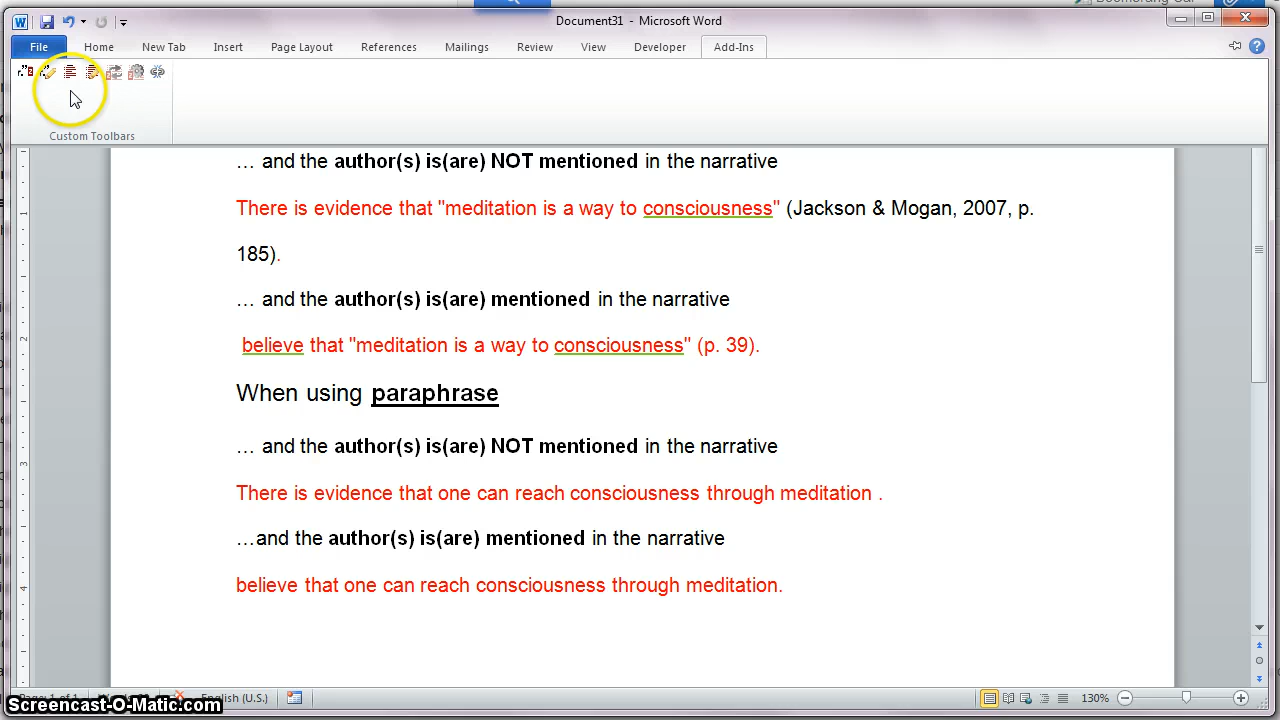 Document31 - Microsoft Word
File Home New Tab Insert Page Layout References Mailings Review View Developer Add-Ins
Custom Toolbars
… and the author(s) is(are) NOT mentioned in the narrative
There is evidence that "meditation is a way to consciousness" (Jackson & Mogan, 2007, p.
185).
… and the author(s) is(are) mentioned in the narrative
believe that "meditation is a way to consciousness" (p. 39).
When using paraphrase
… and the author(s) is(are) NOT mentioned in the narrative
There is evidence that one can reach consciousness through meditation .
…and the author(s) is(are) mentioned in the narrative
believe that one can reach consciousness through meditation.
English (U.S.) 130%
Screencast-O-Matic.com